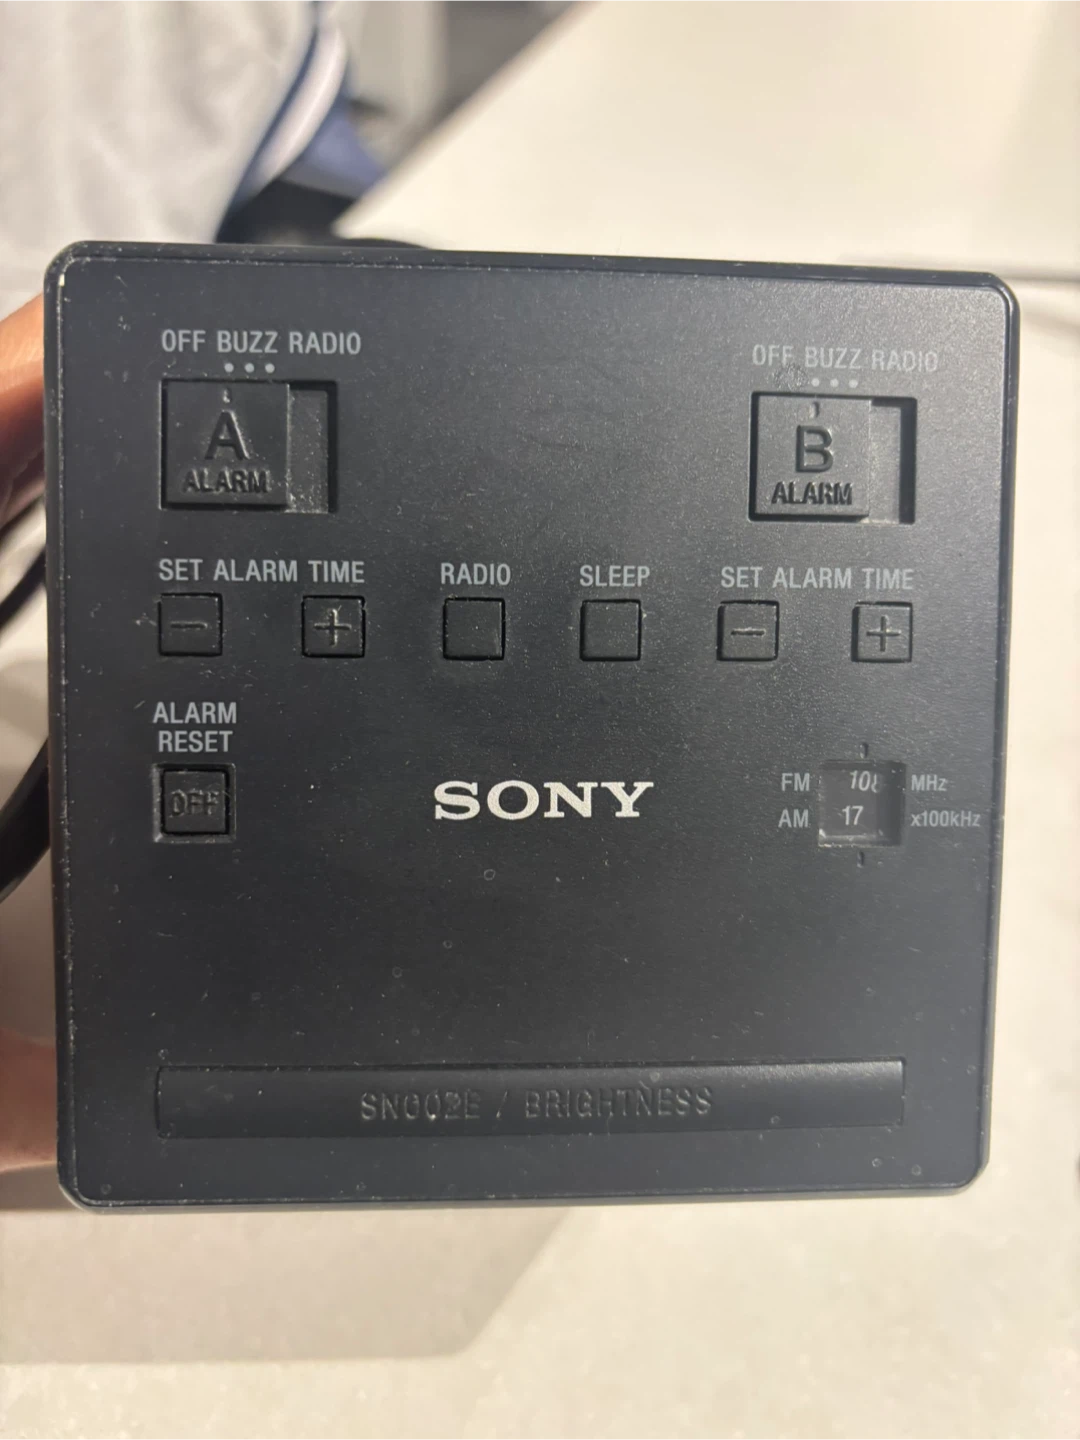 OFF BUZZ RADIO
OFF BUZZ RADIO
A
ALARM
B
ALARM
SET ALARM TIME
RADIO
SLEEP
SET ALARM TIME
− +
− +
ALARM
RESET
OFF
SONY
FM 108 MHz
AM 17 x100kHz
SNOOZE / BRIGHTNESS